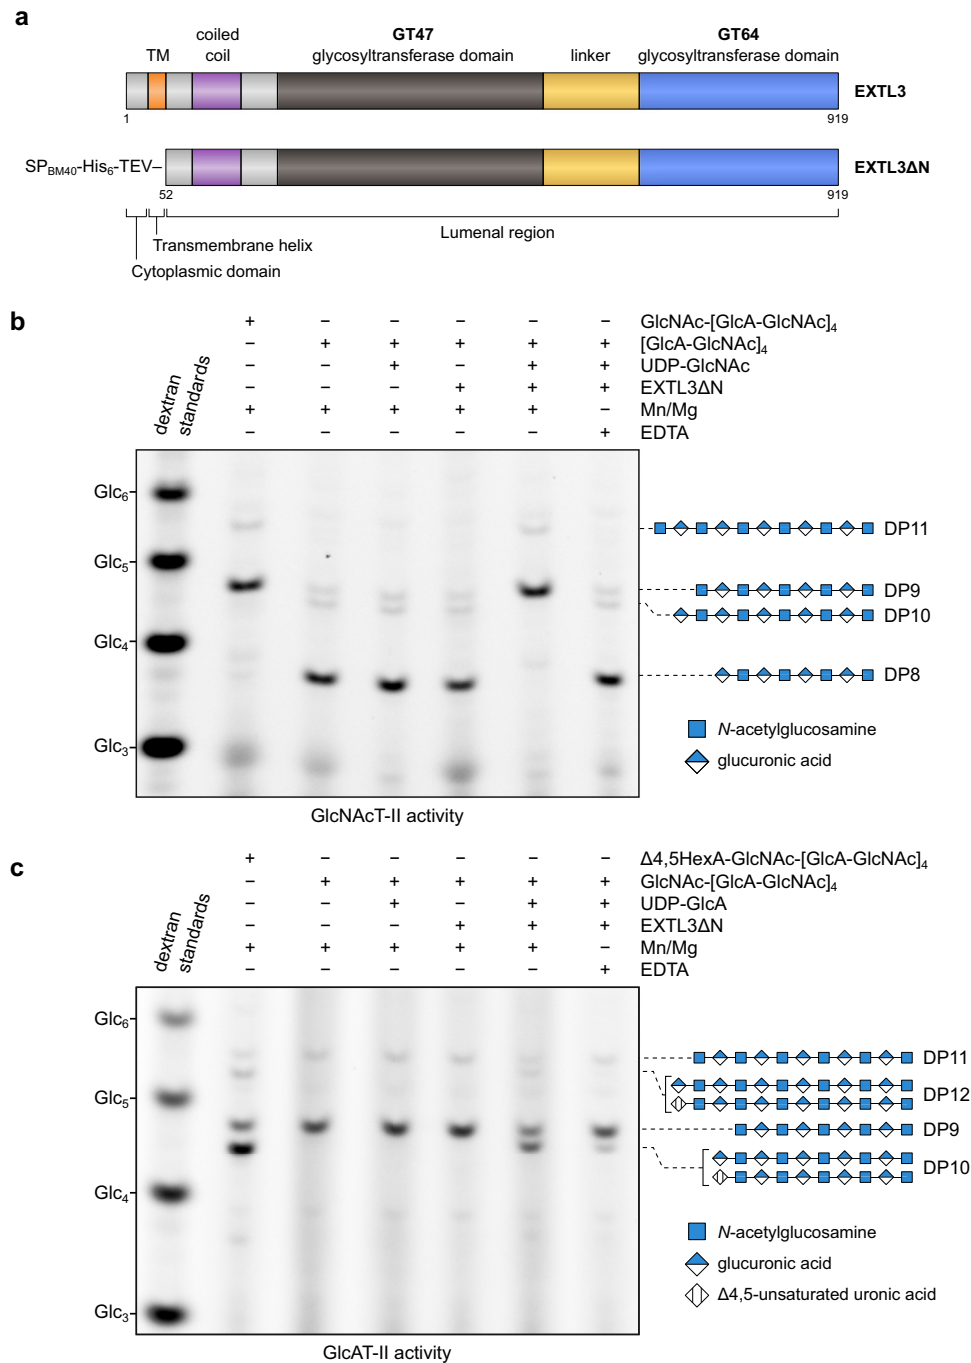 a
coiled GT47 GT64
TM coil glycosyltransferase domain linker glycosyltransferase domain
EXTL3
1 919
SP_BM40-His₆-TEV– EXTL3ΔN
52 919
Lumenal region
Transmembrane helix
Cytoplasmic domain
b
dextran standards
+ – – – – – GlcNAc-[GlcA-GlcNAc]₄
– + + + + + [GlcA-GlcNAc]₄
– – + – + + UDP-GlcNAc
– – – + + + EXTL3ΔN
+ + + + + – Mn/Mg
– – – – – + EDTA
Glc₆
DP11
Glc₅
DP9
DP10
Glc₄
DP8
N-acetylglucosamine
Glc₃
glucuronic acid
GlcNAcT-II activity
c
dextran standards
+ – – – – – Δ4,5HexA-GlcNAc-[GlcA-GlcNAc]₄
– + + + + + GlcNAc-[GlcA-GlcNAc]₄
– – + – + + UDP-GlcA
– – – + + + EXTL3ΔN
+ + + + + – Mn/Mg
– – – – – + EDTA
Glc₆
DP11
Glc₅
DP12
DP9
DP10
Glc₄
N-acetylglucosamine
glucuronic acid
Δ4,5-unsaturated uronic acid
Glc₃
GlcAT-II activity